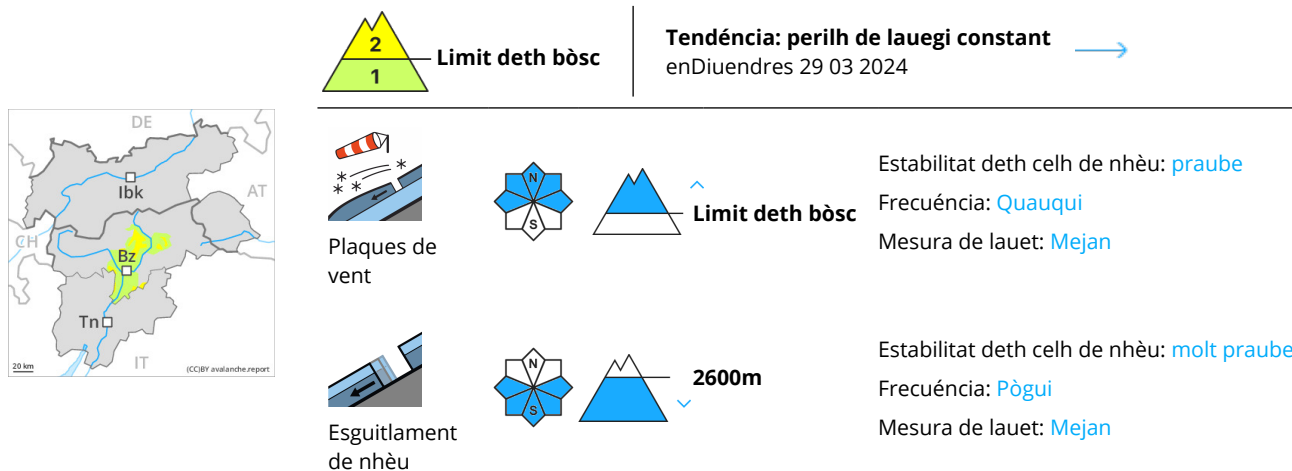 2
1
Limit deth bòsc
Tendéncia: perilh de lauegi constant
enDiuendres 29 03 2024
DE
Ibk
AT
CH
Bz
Tn
IT
20 km
(CC)BY avalanche.report
Plaques de
vent
N
S
Limit deth bòsc
Estabilitat deth celh de nhèu: praube
Frecuéncia: Quauqui
Mesura de lauet: Mejan
Esguitlament
de nhèu
N
S
2600m
Estabilitat deth celh de nhèu: molt praube
Frecuéncia: Pògui
Mesura de lauet: Mejan